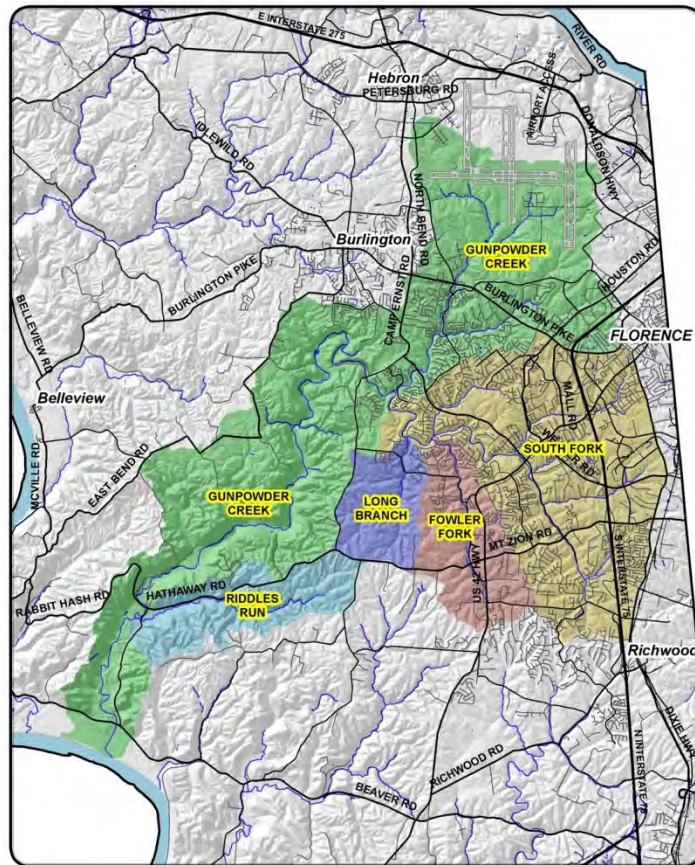 E INTERSTATE 275
RIVER RD
Hebron
PETERSBURG RD
AIRPORT ACCESS
DONALDSON HWY
IDLEWILD RD
NORTH BEND RD
Burlington
GUNPOWDER
CREEK
HOUSTON RD
BURLINGTON PIKE
CAMP ERNST RD
BURLINGTON PIKE
BELLEVIEW RD
FLORENCE
MALL RD
Belleview
SOUTH FORK
MCVILLE RD
EAST BEND RD
GUNPOWDER
CREEK
LONG
BRANCH
FOWLER
FORK
MT ZION RD
US 42 HWY
S INTERSTATE 75
RABBIT HASH RD
HATHAWAY RD
RIDDLES
RUN
Richwood
DIXIE HWY
RICHWOOD RD
N INTERSTATE 75
BEAVER RD